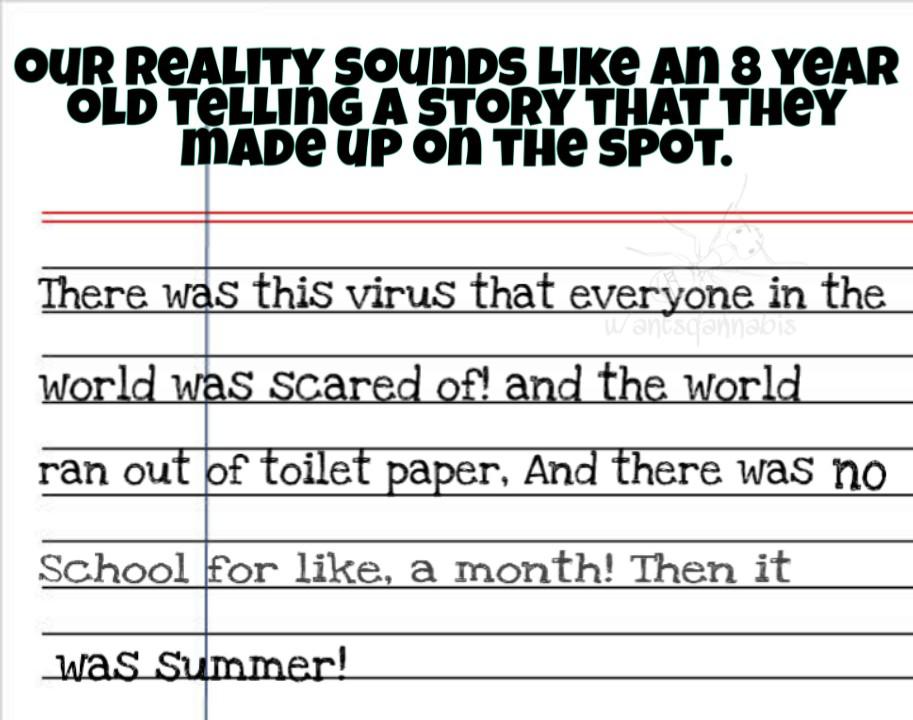 OUR REALITY SOUNDS LIKE AN 8 YEAR
OLD TELLING A STORY THAT THEY
MADE UP ON THE SPOT.
There was this virus that everyone in the
wantsqannabis
world was scared of! and the world
ran out of toilet paper, And there was no
School for like, a month! Then it
was summer!